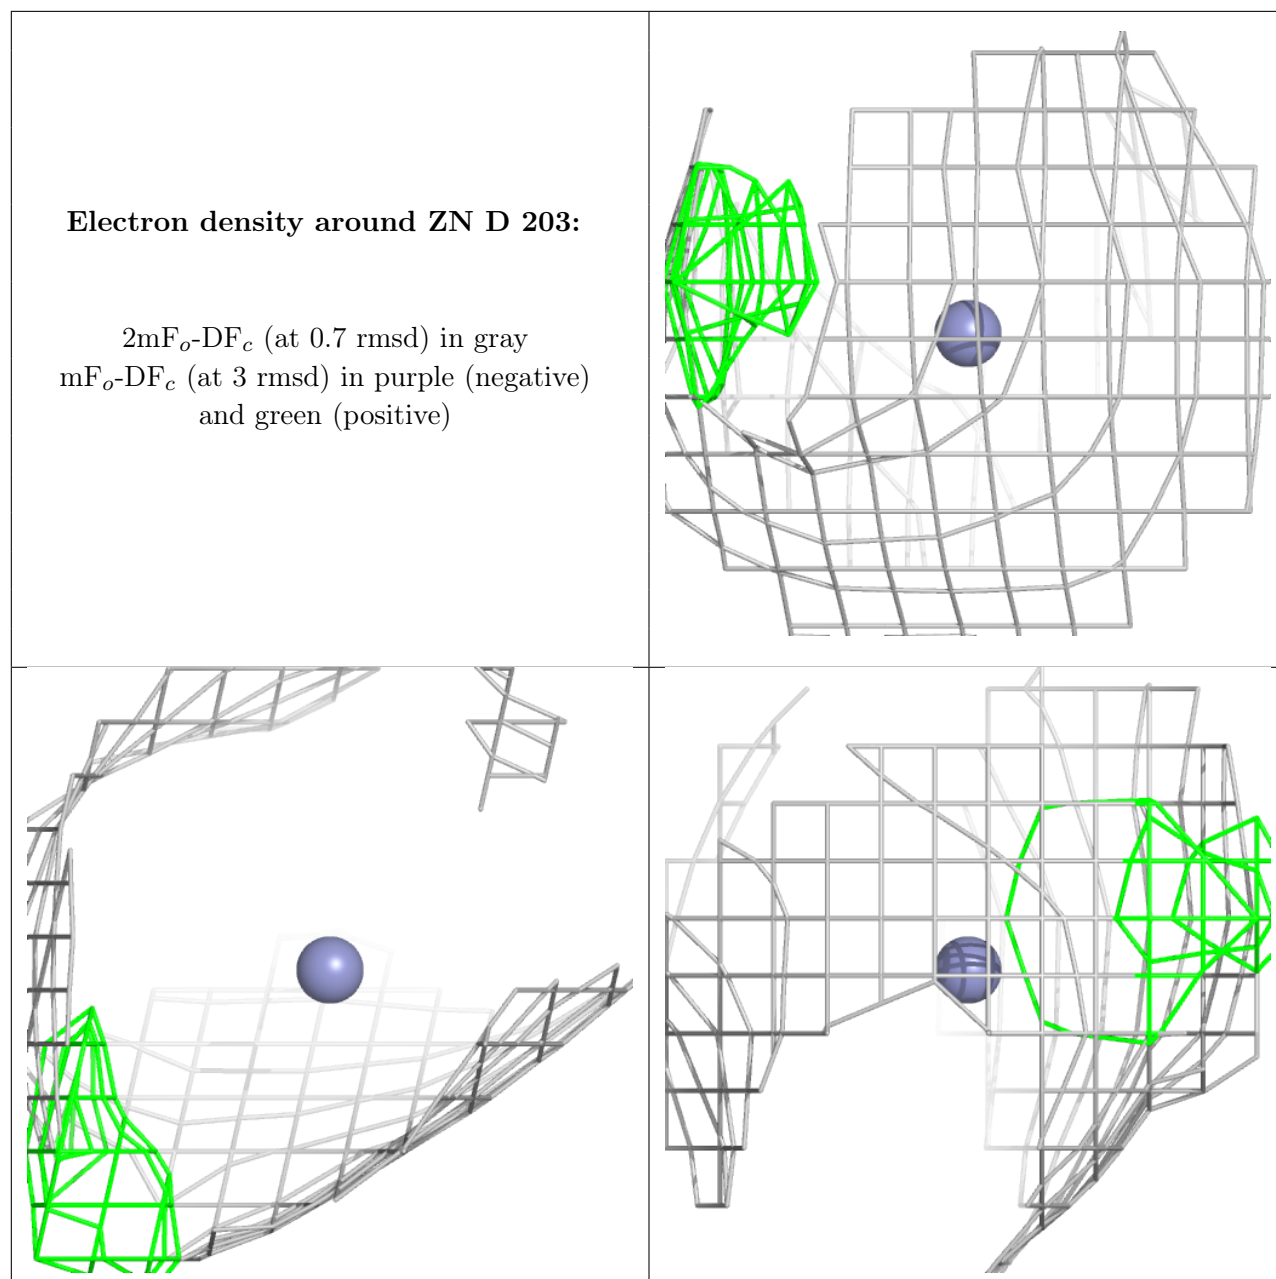 Electron density around ZN D 203:
2mFo-DFc (at 0.7 rmsd) in gray
mFo-DFc (at 3 rmsd) in purple (negative)
and green (positive)